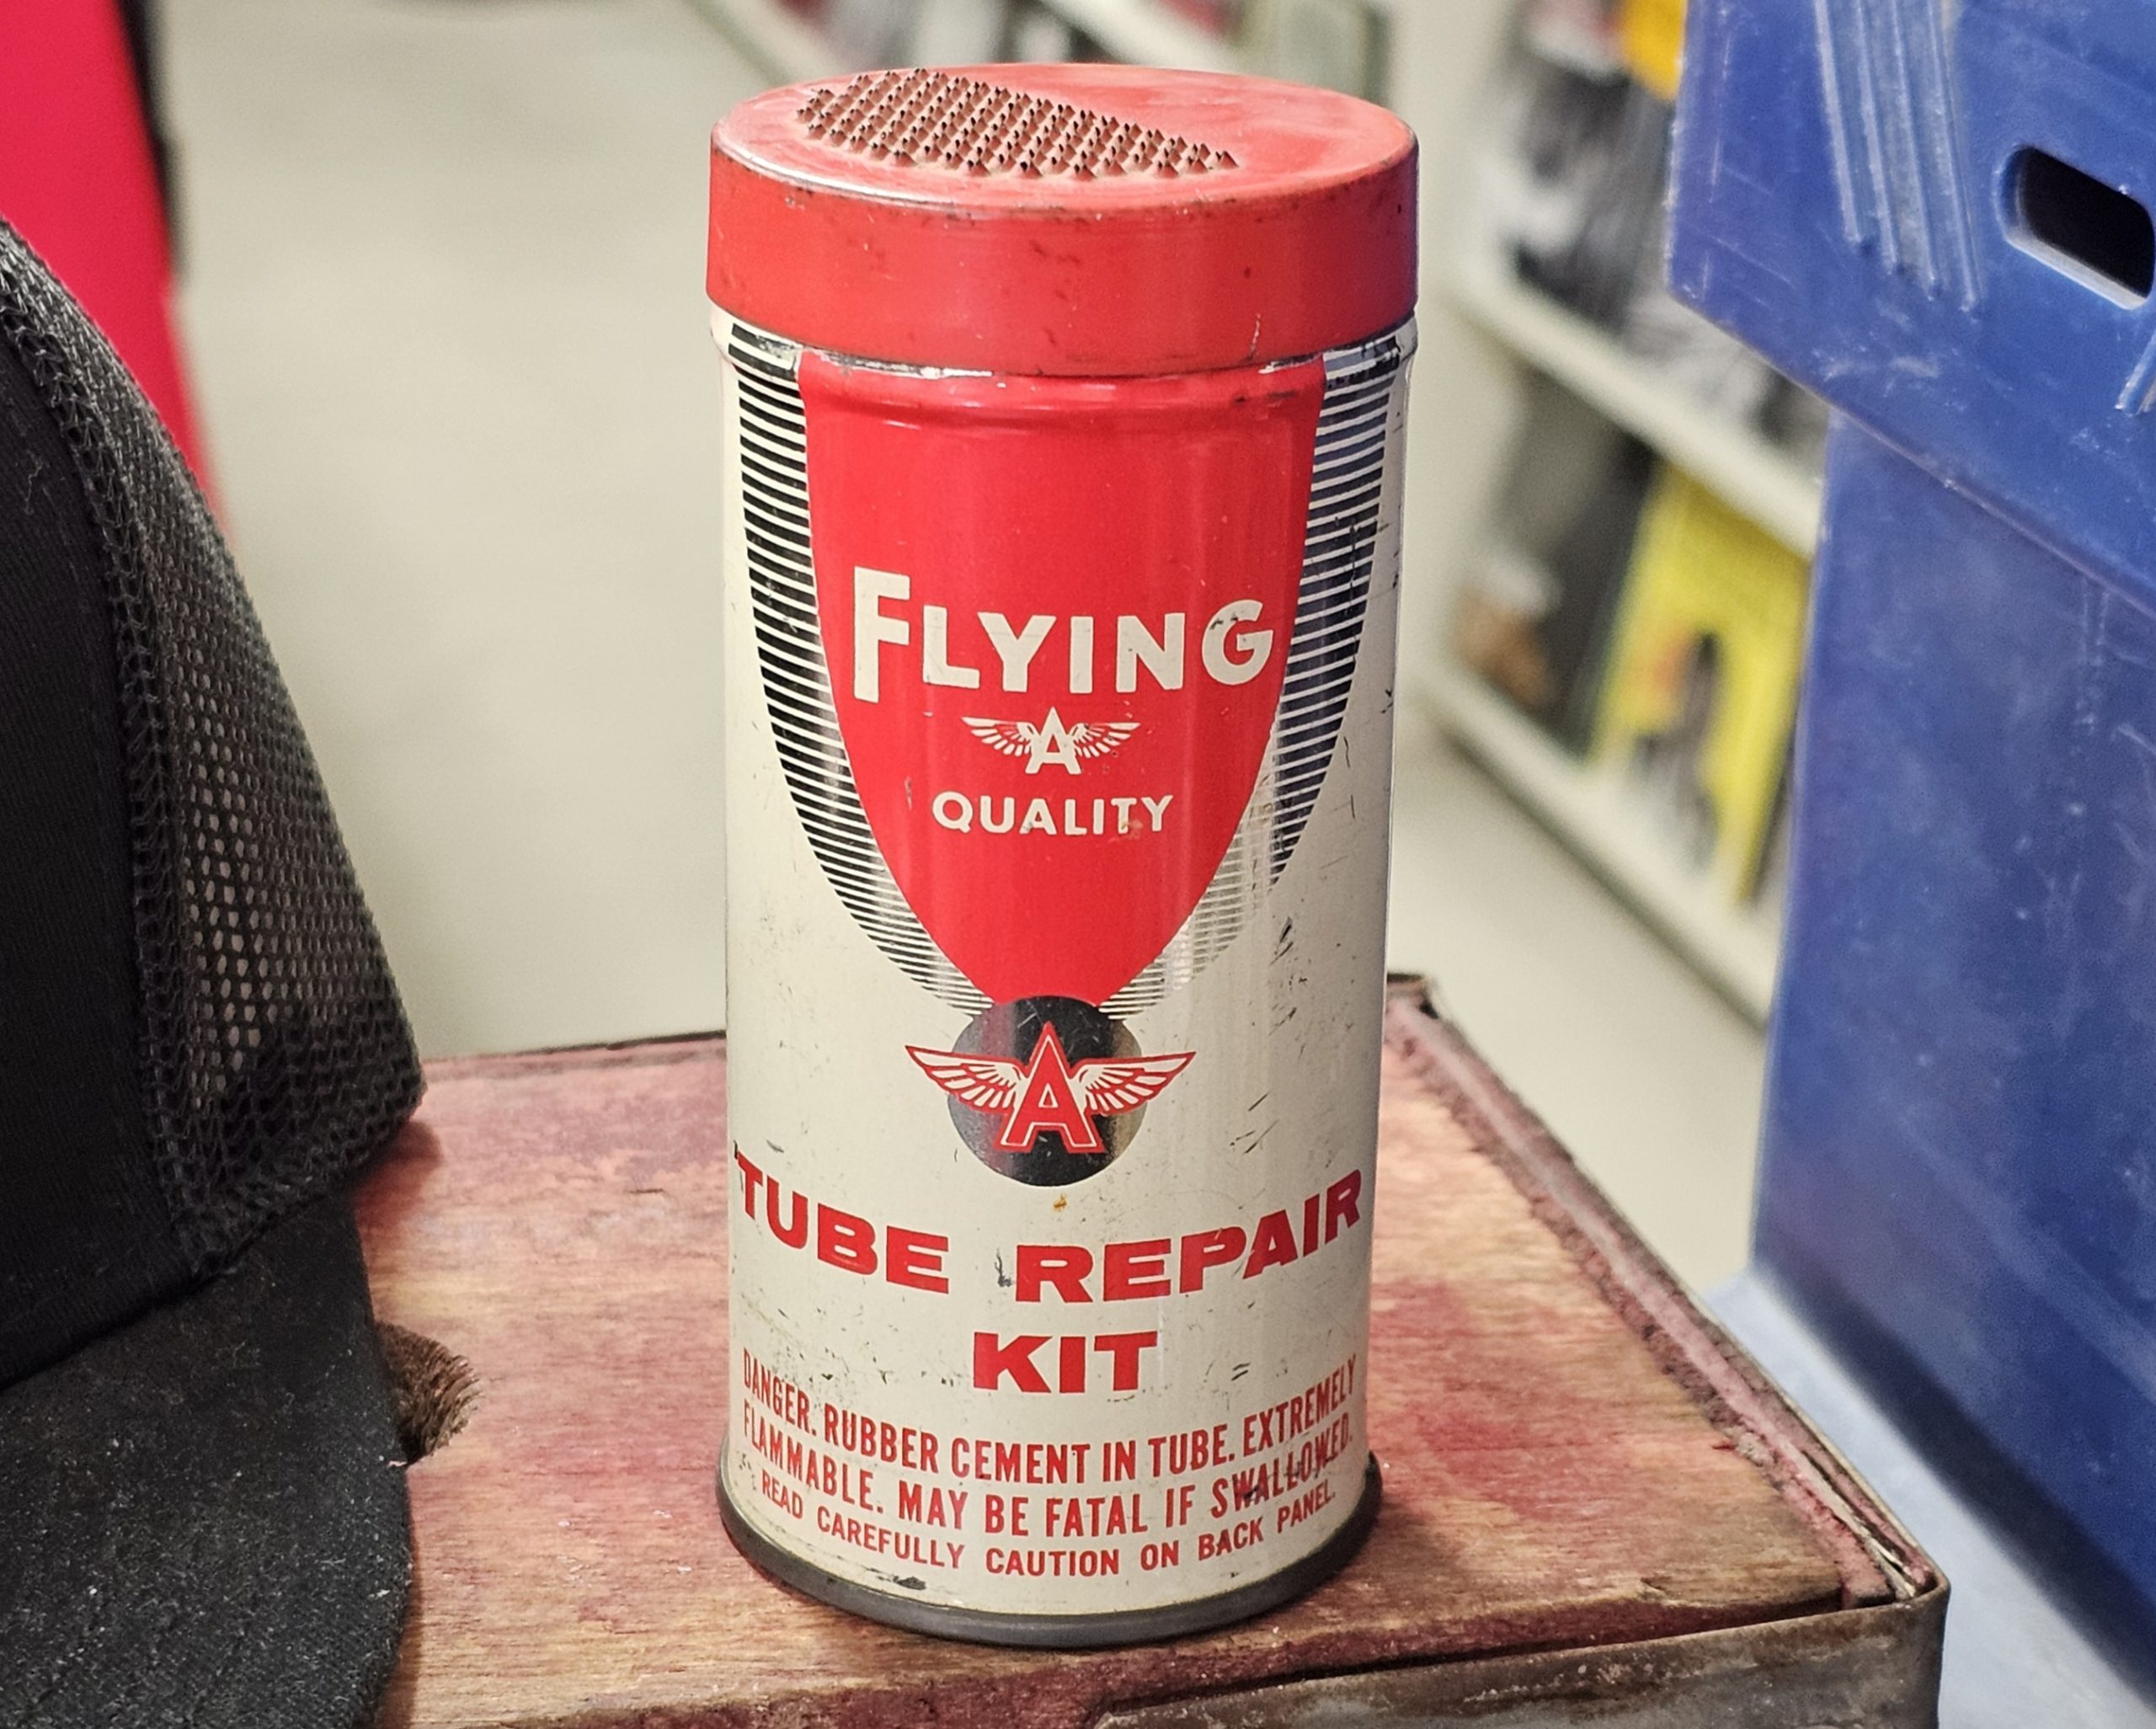 FLYING
A
QUALITY
A
TUBE REPAIR
KIT
DANGER. RUBBER CEMENT IN TUBE. EXTREMELY
FLAMMABLE. MAY BE FATAL IF SWALLOWED.
READ CAREFULLY CAUTION ON BACK PANEL.